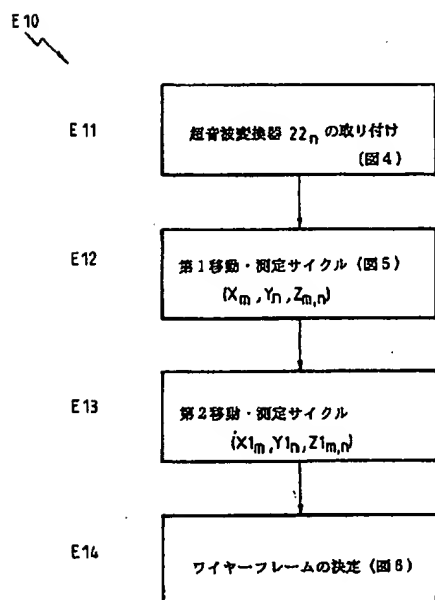 E10
E11
超音波変換器 22n の取り付け
(図4)
E12
第1移動・測定サイクル (図5)
(Xm , Yn , Zm,n)
E13
第2移動・測定サイクル
(X1m , Y1n , Z1m,n)
E14
ワイヤーフレームの決定 (図6)